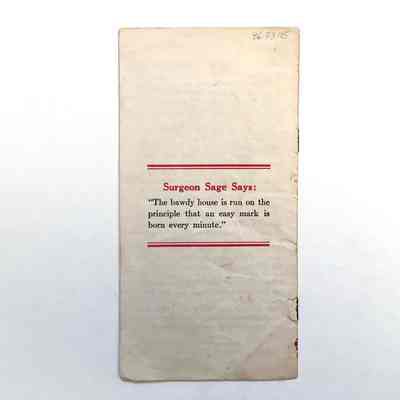 Surgeon Sage Says:
"The bawdy house is run on the
principle that an easy mark is
born every minute."